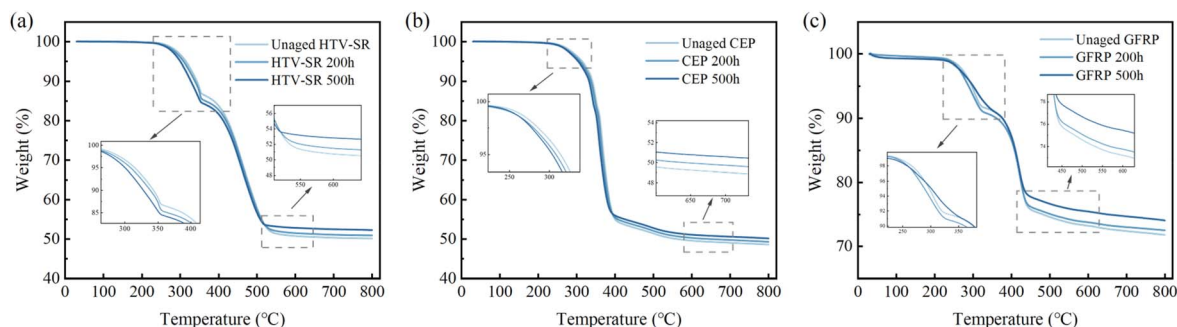 (a)
100
90
80
70
60
50
40
Weight (%)
0 100 200 300 400 500 600 700 800
Temperature (℃)
Unaged HTV-SR
HTV-SR 200h
HTV-SR 500h
100
95
90
85
300 350 400
56
54
52
50
48
550 600
(b)
100
90
80
70
60
50
40
Weight (%)
0 100 200 300 400 500 600 700 800
Temperature (℃)
Unaged CEP
CEP 200h
CEP 500h
100
95
250 300
54
52
50
48
650 700
(c)
105
100
95
90
85
80
75
70
65
Weight (%)
0 100 200 300 400 500 600 700 800
Temperature (℃)
Unaged GFRP
GFRP 200h
GFRP 500h
98
96
94
92
90
250 300 350
78
76
74
450 500 550 600